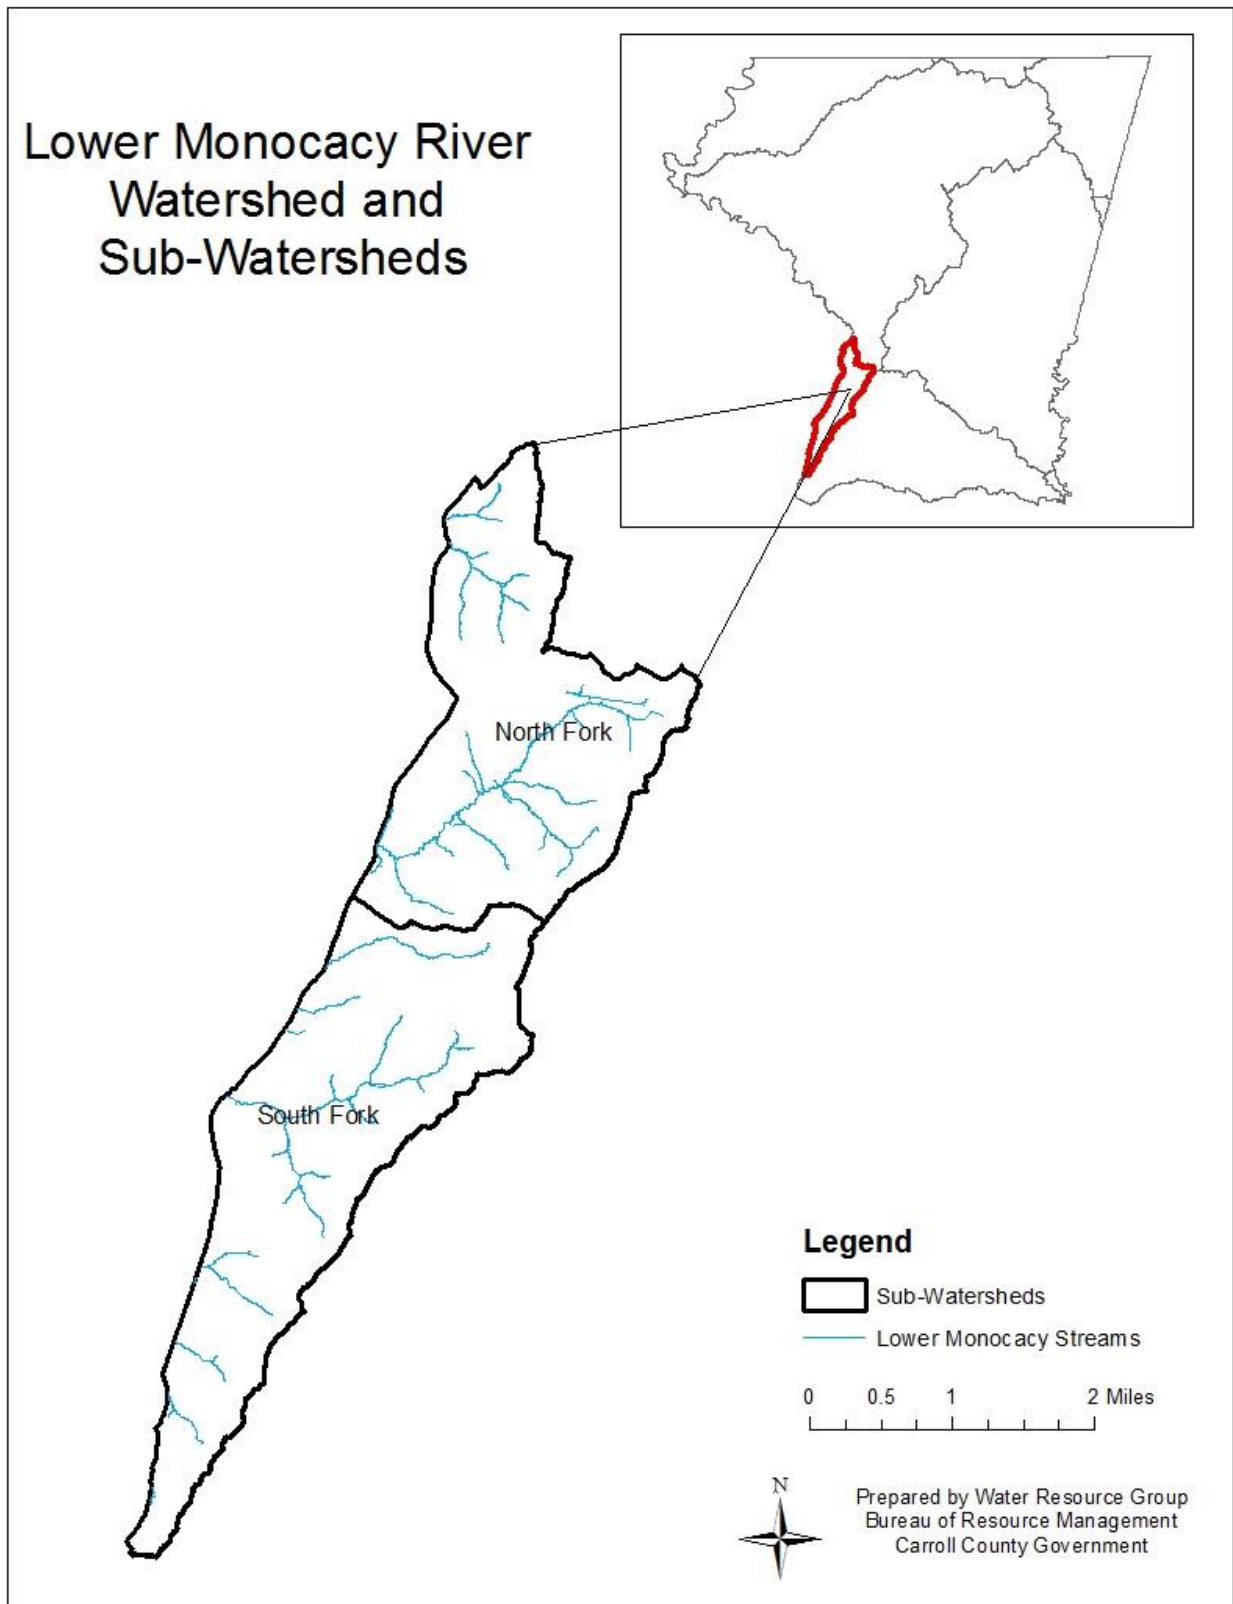 Lower Monocacy River
Watershed and
Sub-Watersheds
North Fork
South Fork
Legend
Sub-Watersheds
Lower Monocacy Streams
0 0.5 1 2 Miles
N
Prepared by Water Resource Group
Bureau of Resource Management
Carroll County Government